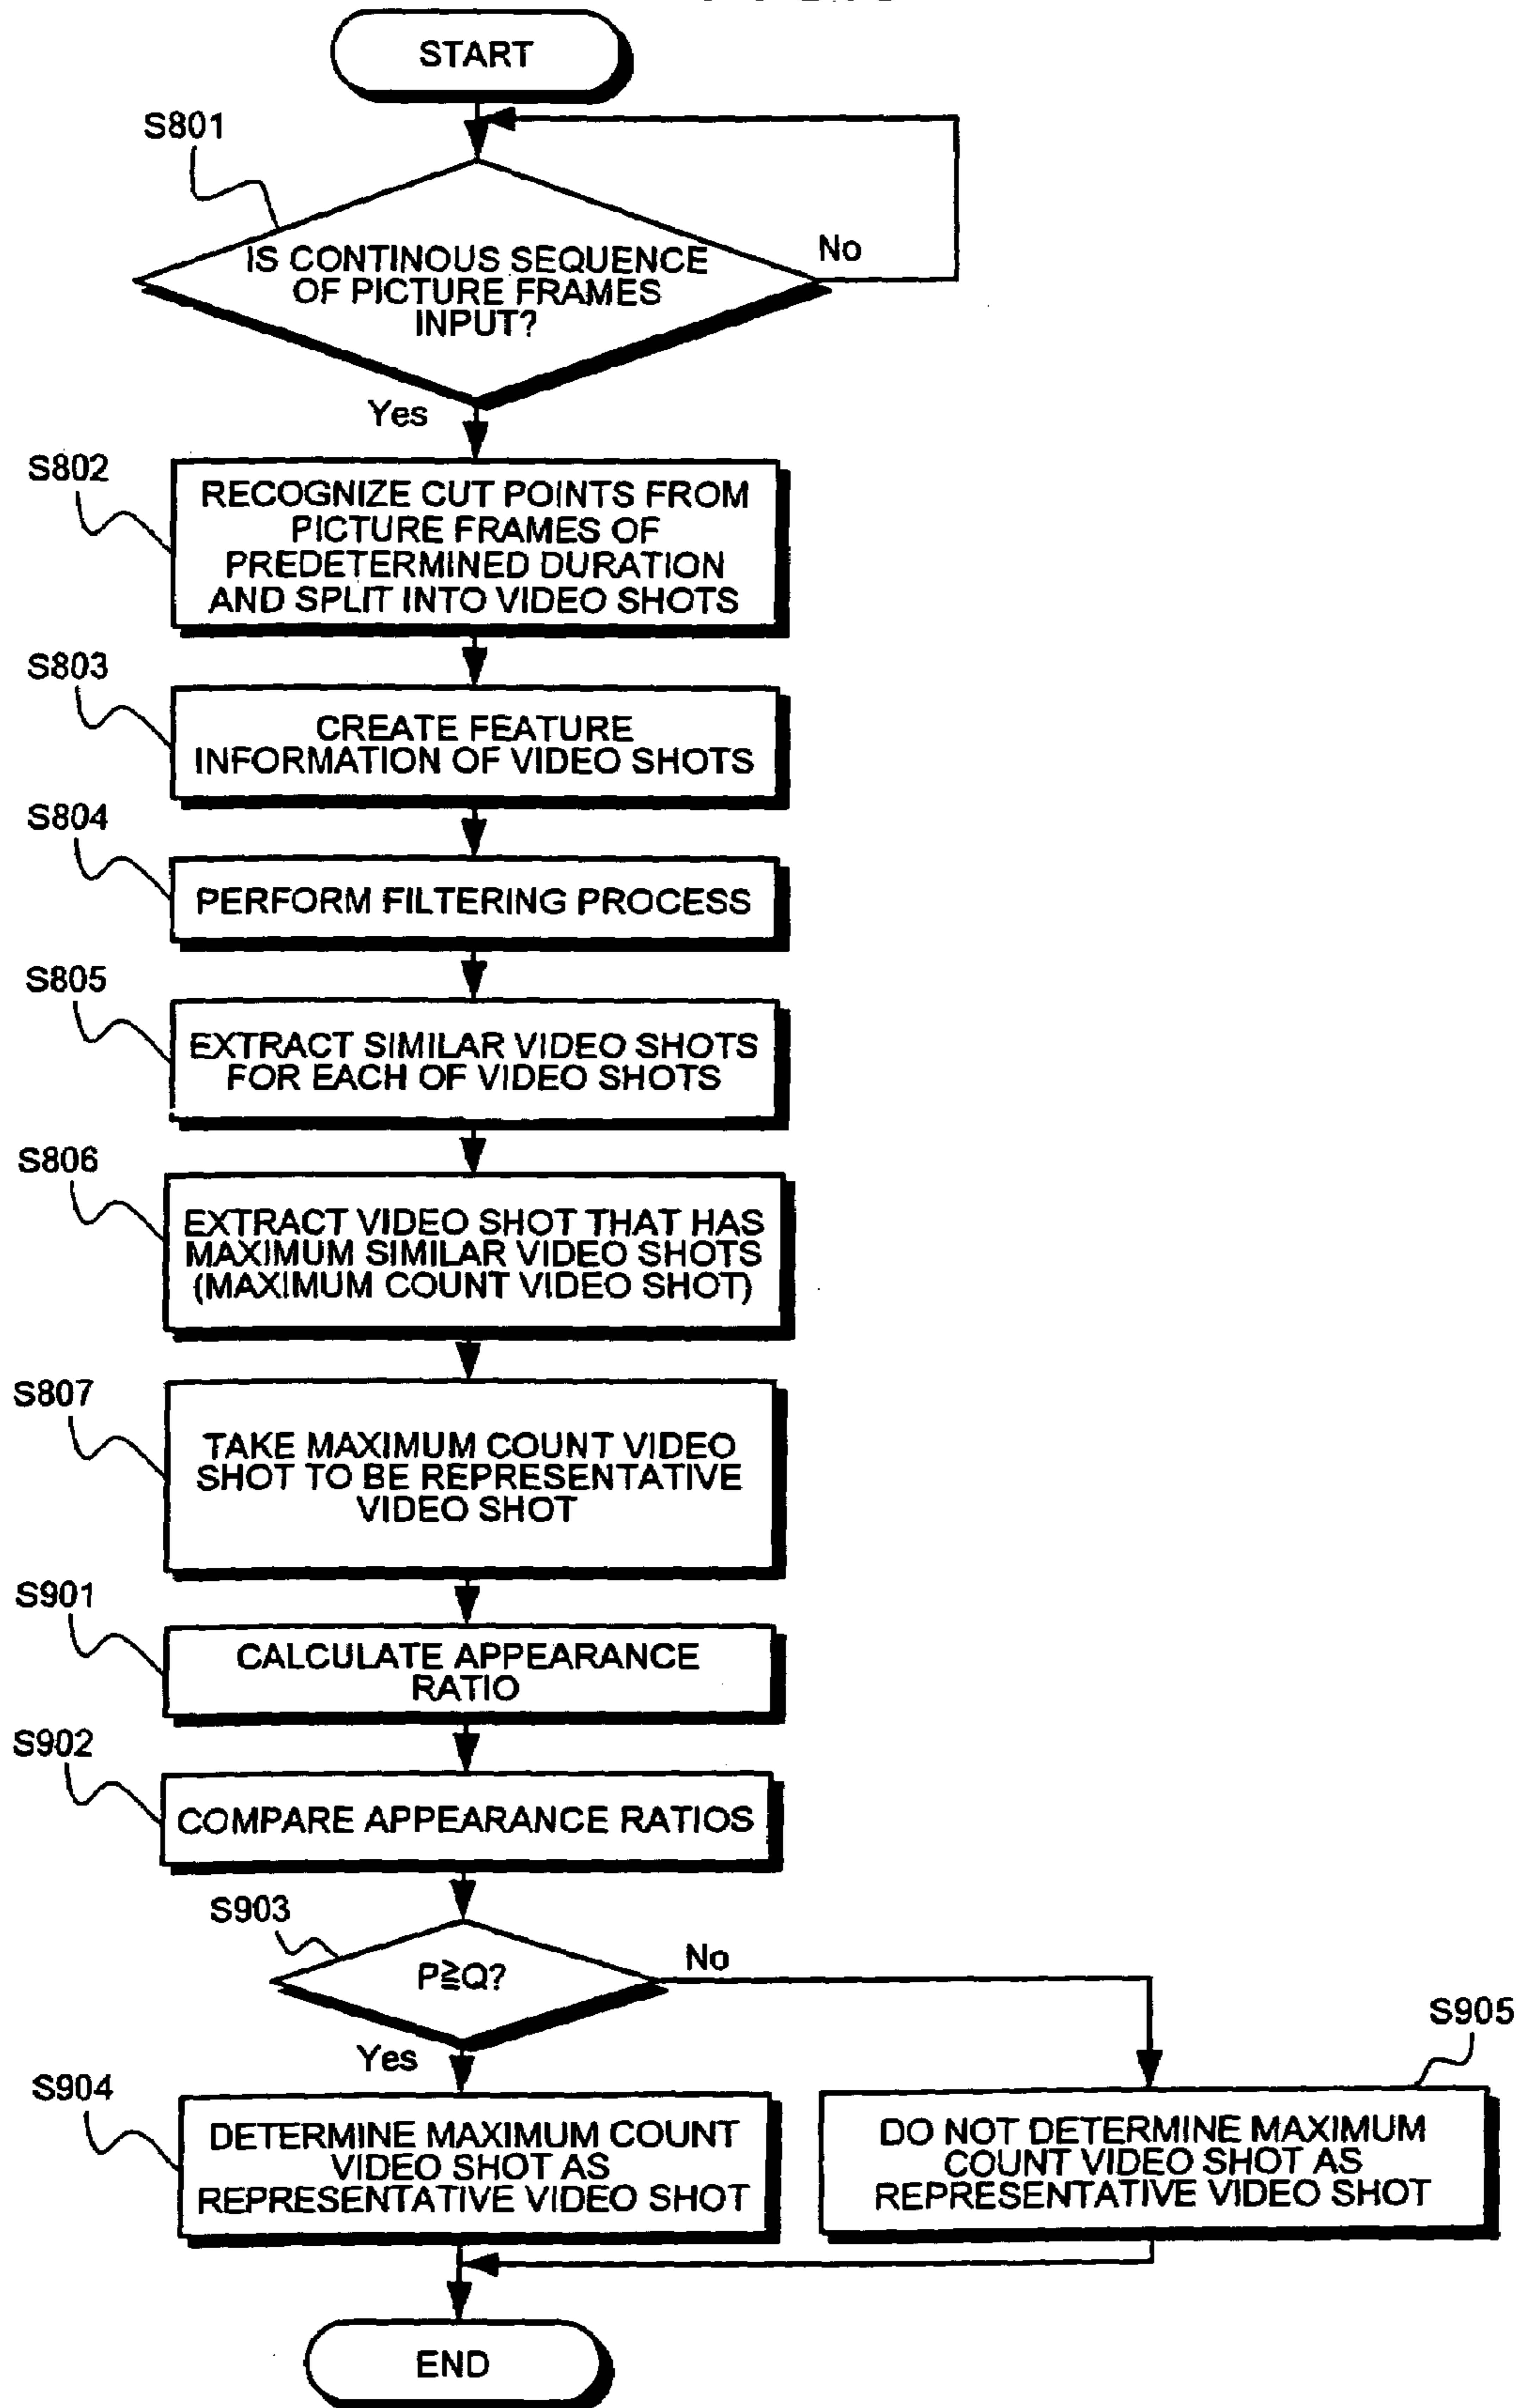 START
S801
IS CONTINOUS SEQUENCE
OF PICTURE FRAMES
INPUT?
No
Yes
S802
RECOGNIZE CUT POINTS FROM
PICTURE FRAMES OF
PREDETERMINED DURATION
AND SPLIT INTO VIDEO SHOTS
S803
CREATE FEATURE
INFORMATION OF VIDEO SHOTS
S804
PERFORM FILTERING PROCESS
S805
EXTRACT SIMILAR VIDEO SHOTS
FOR EACH OF VIDEO SHOTS
S806
EXTRACT VIDEO SHOT THAT HAS
MAXIMUM SIMILAR VIDEO SHOTS
(MAXIMUM COUNT VIDEO SHOT)
S807
TAKE MAXIMUM COUNT VIDEO
SHOT TO BE REPRESENTATIVE
VIDEO SHOT
S901
CALCULATE APPEARANCE
RATIO
S902
COMPARE APPEARANCE RATIOS
S903
P≧Q?
No
Yes
S904
DETERMINE MAXIMUM COUNT
VIDEO SHOT AS
REPRESENTATIVE VIDEO SHOT
S905
DO NOT DETERMINE MAXIMUM
COUNT VIDEO SHOT AS
REPRESENTATIVE VIDEO SHOT
END